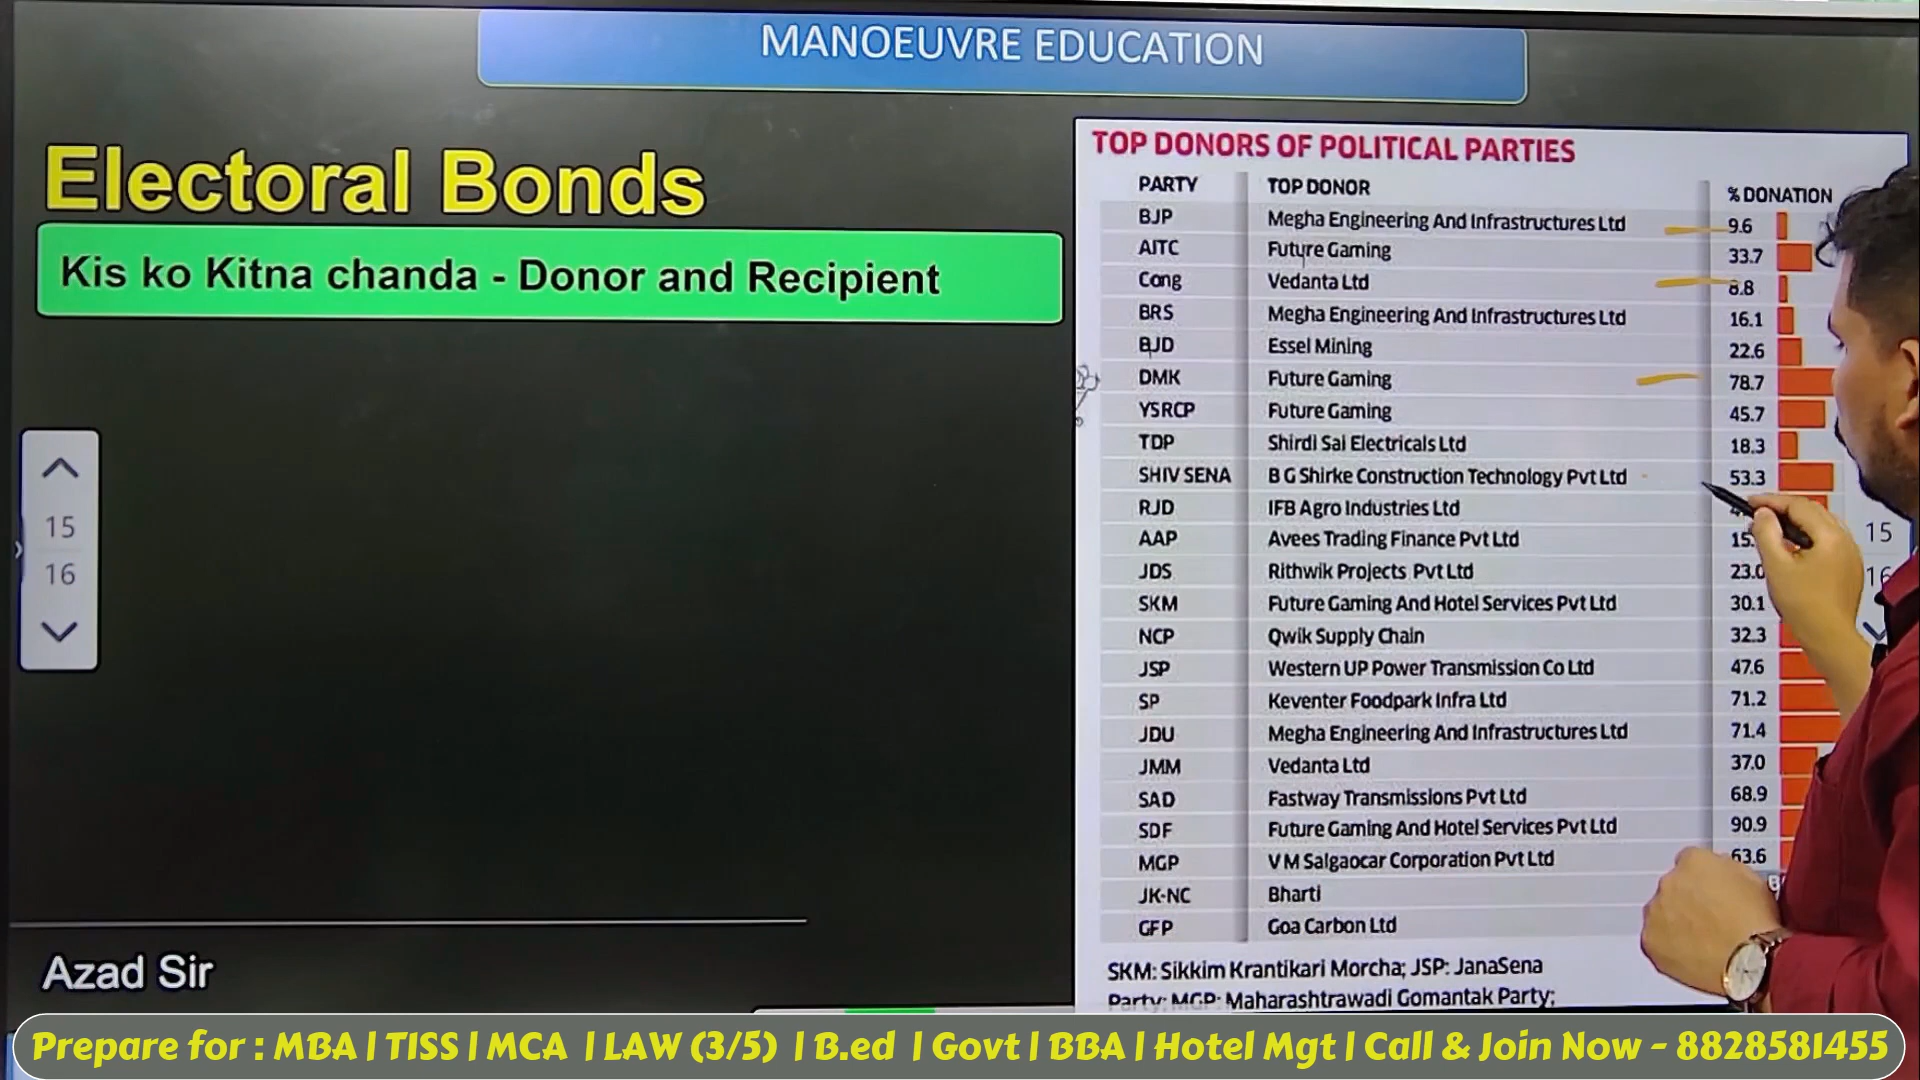 MANOEUVRE EDUCATION
Electoral Bonds
Kis ko Kitna chanda - Donor and Recipient
15
16
Azad Sir
TOP DONORS OF POLITICAL PARTIES
PARTY TOP DONOR % DONATION
BJP Megha Engineering And Infrastructures Ltd 9.6
AITC Future Gaming 33.7
Cong Vedanta Ltd 8.8
BRS Megha Engineering And Infrastructures Ltd 16.1
BJD Essel Mining 22.6
DMK Future Gaming 78.7
YSRCP Future Gaming 45.7
TDP Shirdi Sai Electricals Ltd 18.3
SHIV SENA B G Shirke Construction Technology Pvt Ltd 53.3
RJD IFB Agro Industries Ltd
AAP Avees Trading Finance Pvt Ltd
JDS Rithwik Projects Pvt Ltd 23.0
SKM Future Gaming And Hotel Services Pvt Ltd 30.1
NCP Qwik Supply Chain 32.3
JSP Western UP Power Transmission Co Ltd 47.6
SP Keventer Foodpark Infra Ltd 71.2
JDU Megha Engineering And Infrastructures Ltd 71.4
JMM Vedanta Ltd 37.0
SAD Fastway Transmissions Pvt Ltd 68.9
SDF Future Gaming And Hotel Services Pvt Ltd 90.9
MGP V M Salgaocar Corporation Pvt Ltd 63.6
JK-NC Bharti
GFP Goa Carbon Ltd
SKM: Sikkim Krantikari Morcha; JSP: JanaSena
Party; MGP: Maharashtrawadi Gomantak Party;
15
16
Prepare for : MBA | TISS | MCA | LAW (3/5) | B.ed | Govt | BBA | Hotel Mgt | Call & Join Now - 8828581455